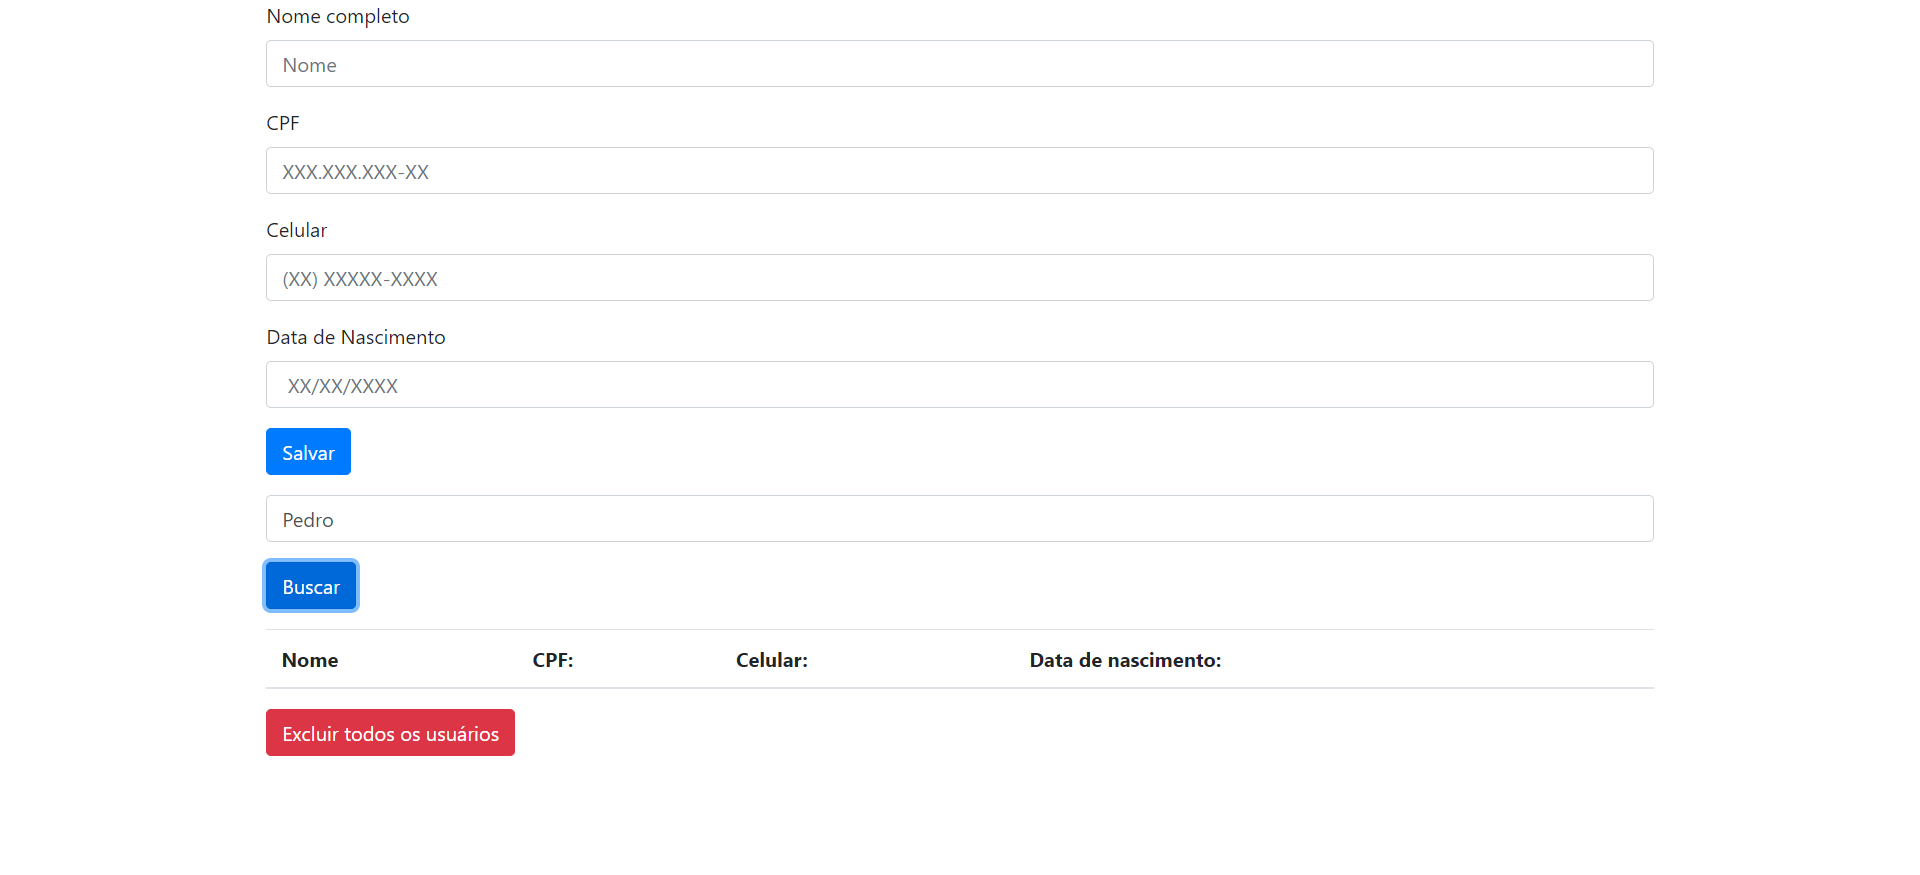 Nome completo
Nome
CPF
XXX.XXX.XXX-XX
Celular
(XX) XXXXX-XXXX
Data de Nascimento
XX/XX/XXXX
Salvar
Pedro
Buscar
Nome CPF: Celular: Data de nascimento:
Excluir todos os usuários